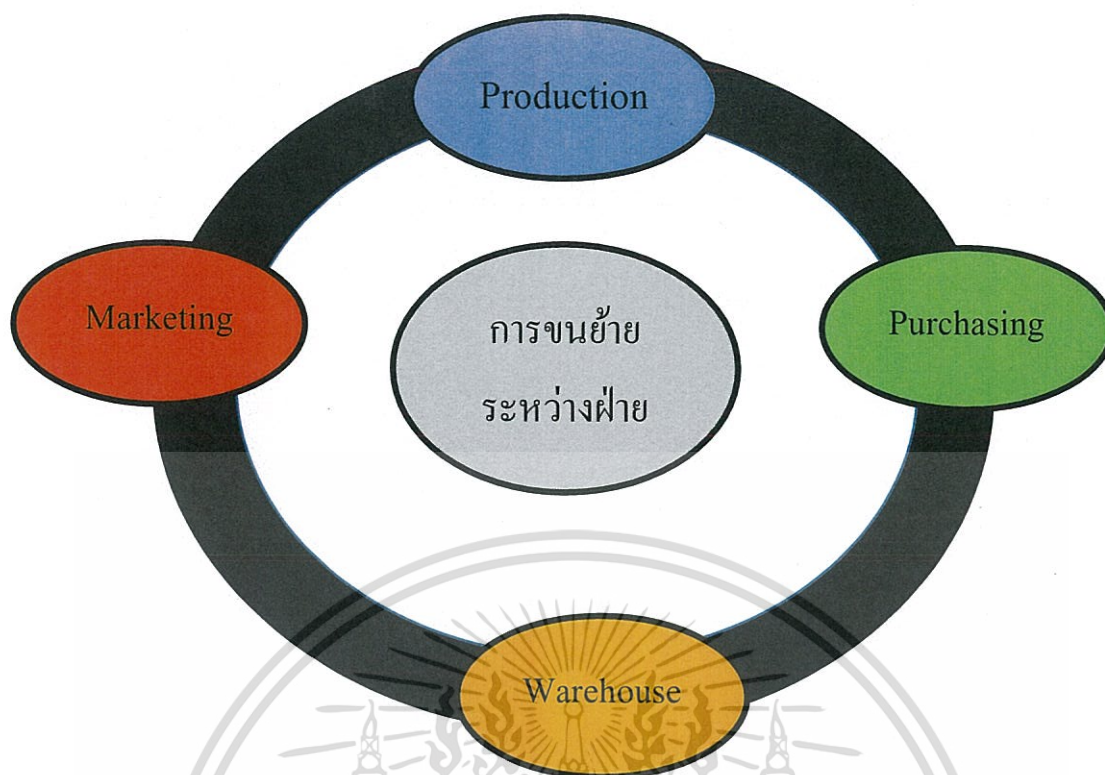 Production
Marketing
การขนย้าย
ระหว่างฝ่าย
Purchasing
Warehouse